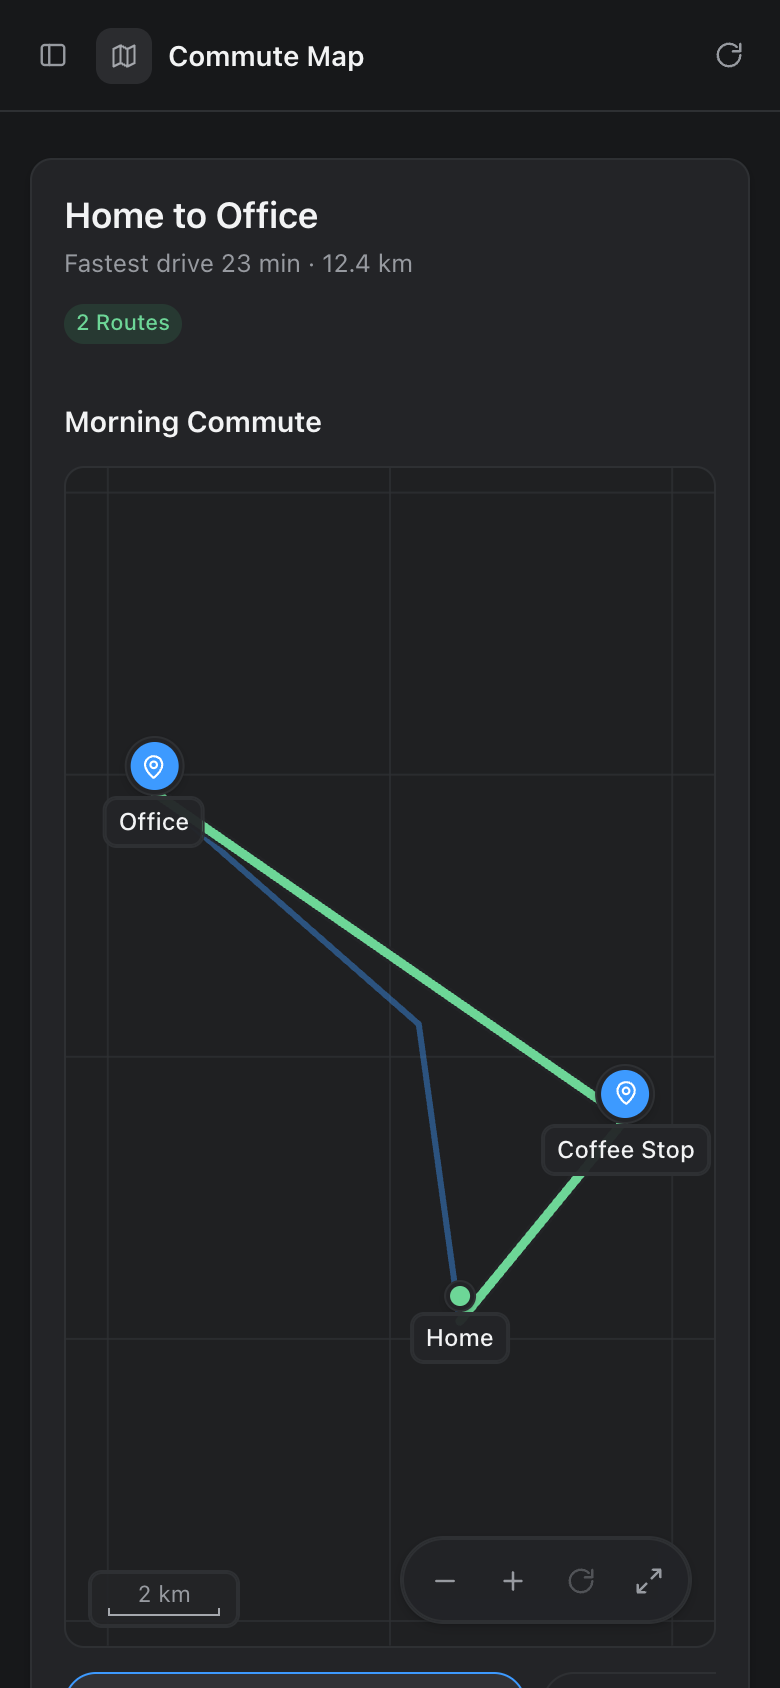 Commute Map
Home to Office
Fastest drive 23 min · 12.4 km
2 Routes
Morning Commute
Office
Coffee Stop
Home
2 km